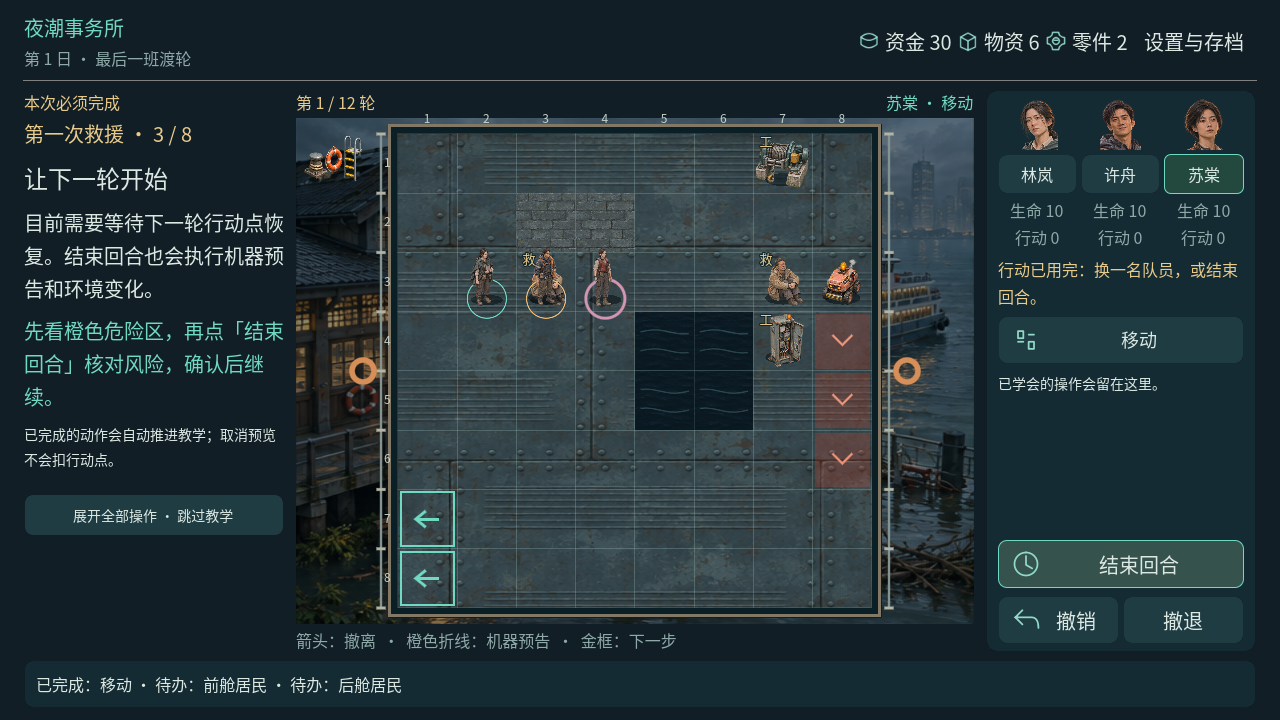 夜潮事务所
第 1 日 · 最后一班渡轮
资金 30
物资 6
零件 2
设置与存档
本次必须完成
第一次救援 · 3 / 8
让下一轮开始
目前需要等待下一轮行动点恢
复。结束回合也会执行机器预
告和环境变化。
先看橙色危险区，再点「结束
回合」核对风险，确认后继
续。
已完成的动作会自动推进教学；取消预览
不会扣行动点。
展开全部操作 · 跳过教学
第 1 / 12 轮
苏棠 · 移动
1 2 3 4 5 6 7 8
1
2
3
4
5
6
7
8
工
救
救
工
箭头：撤离 · 橙色折线：机器预告 · 金框：下一步
林岚
许舟
苏棠
生命 10
生命 10
生命 10
行动 0
行动 0
行动 0
行动已用完：换一名队员，或结束
回合。
移动
已学会的操作会留在这里。
结束回合
撤销
撤退
已完成：移动 · 待办：前舱居民 · 待办：后舱居民